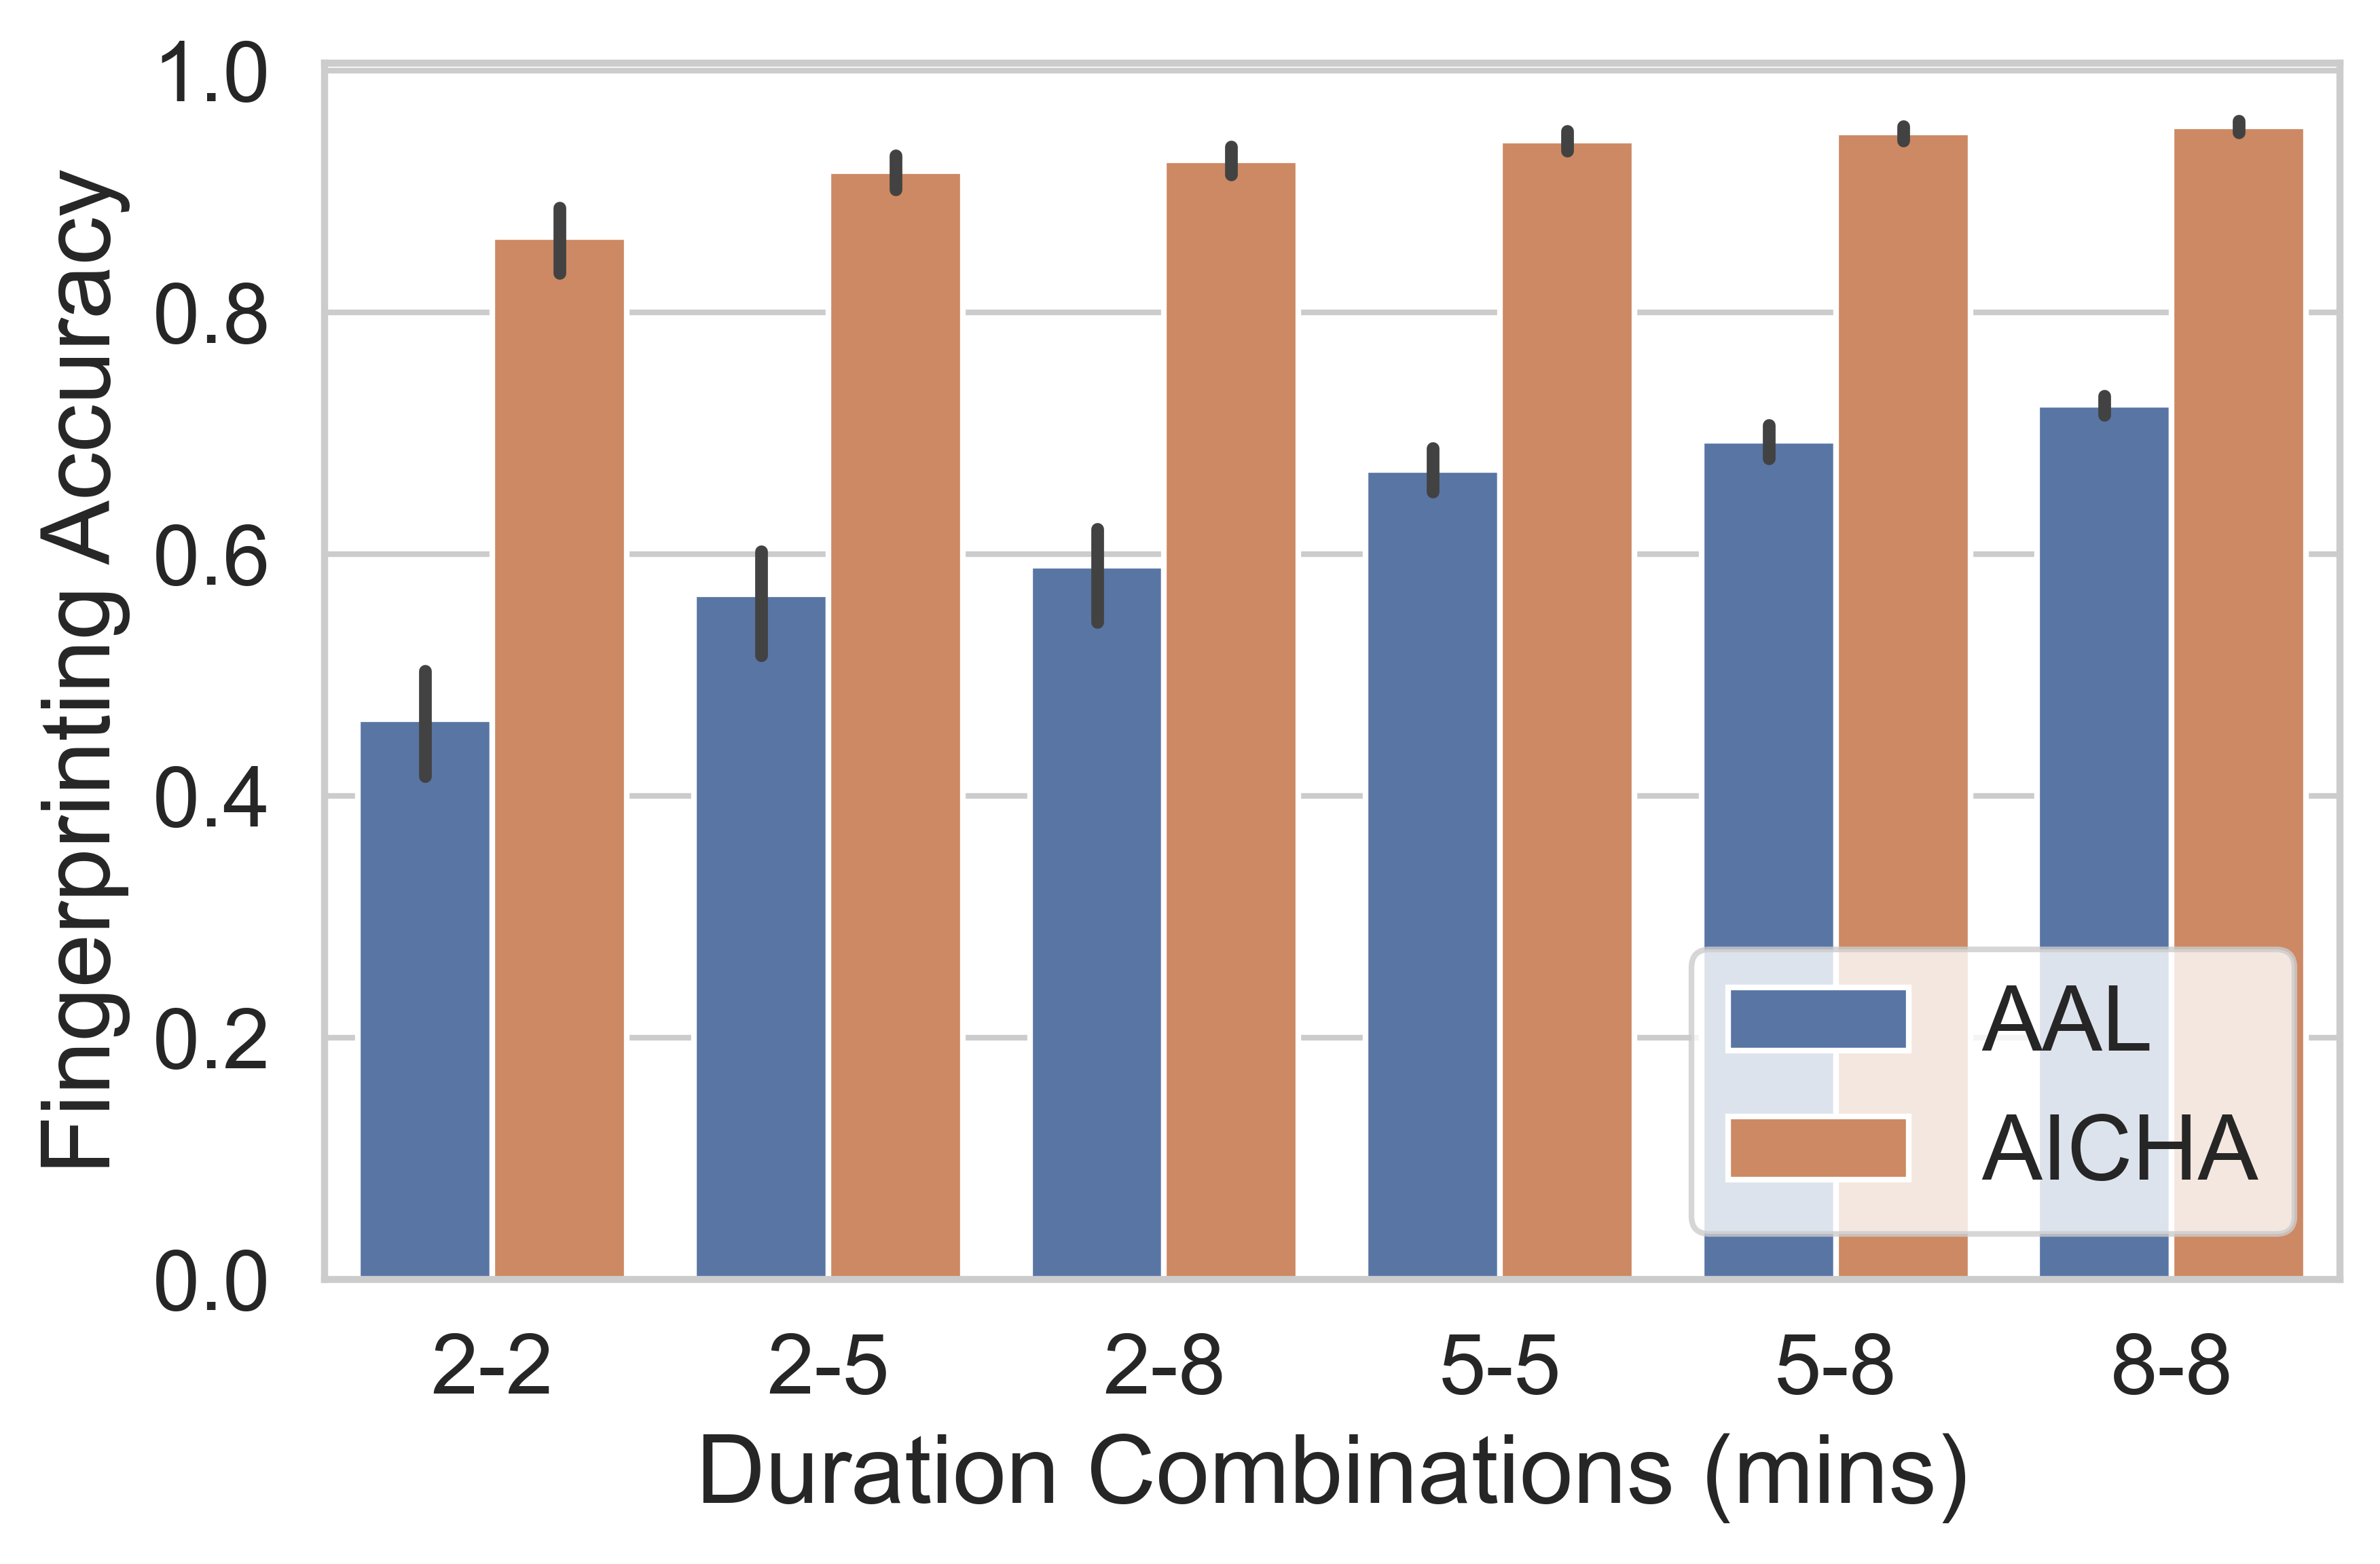 Fingerprinting Accuracy
1.0
0.8
0.6
0.4
0.2
0.0
AAL
AICHA
2-2 2-5 2-8 5-5 5-8 8-8
Duration Combinations (mins)